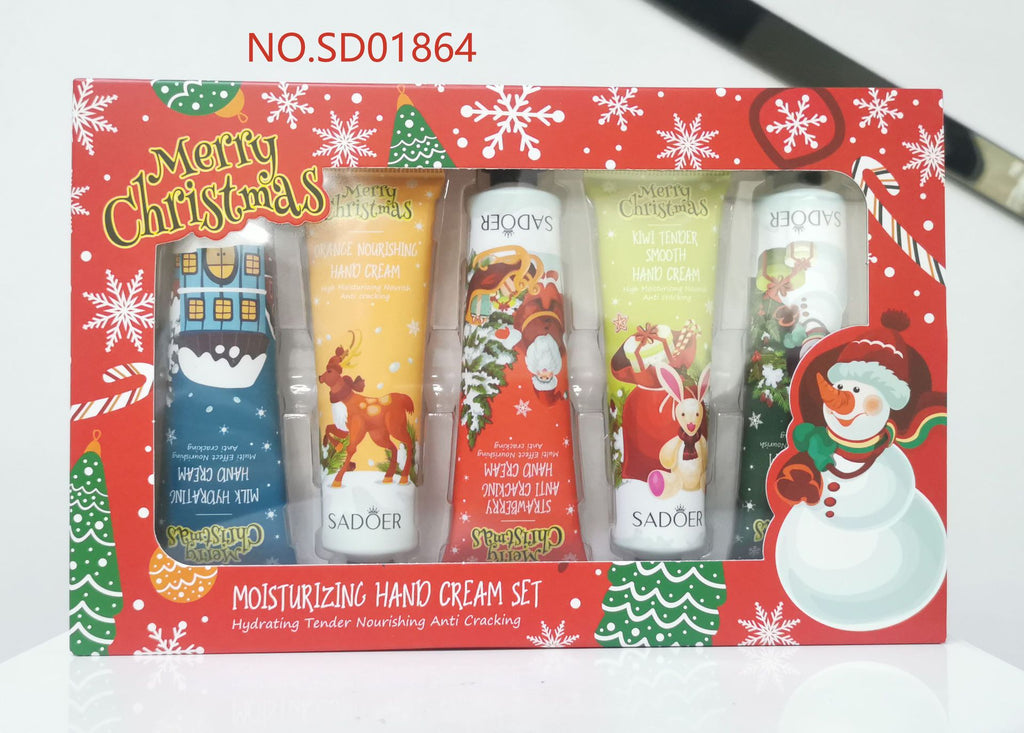 NO.SD01864
Merry
Christmas
Merry
Christmas
ORANGE NOURISHING
HAND CREAM
High Moisturizing Nourish
Anti cracking
SADOER
SADOER
STRAWBERRY
ANTI CRACKING
HAND CREAM
Multi Effect Nourishing
Anti cracking
Merry
Christmas
Merry
Christmas
KIWI TENDER
SMOOTH
HAND CREAM
High Moisturizing Nourish
Anti cracking
SADOER
SADOER
Merry
Christmas
MILK HYDRATING
HAND CREAM
Multi Effect Nourishing
Anti cracking
MOISTURIZING HAND CREAM SET
Hydrating Tender Nourishing Anti Cracking